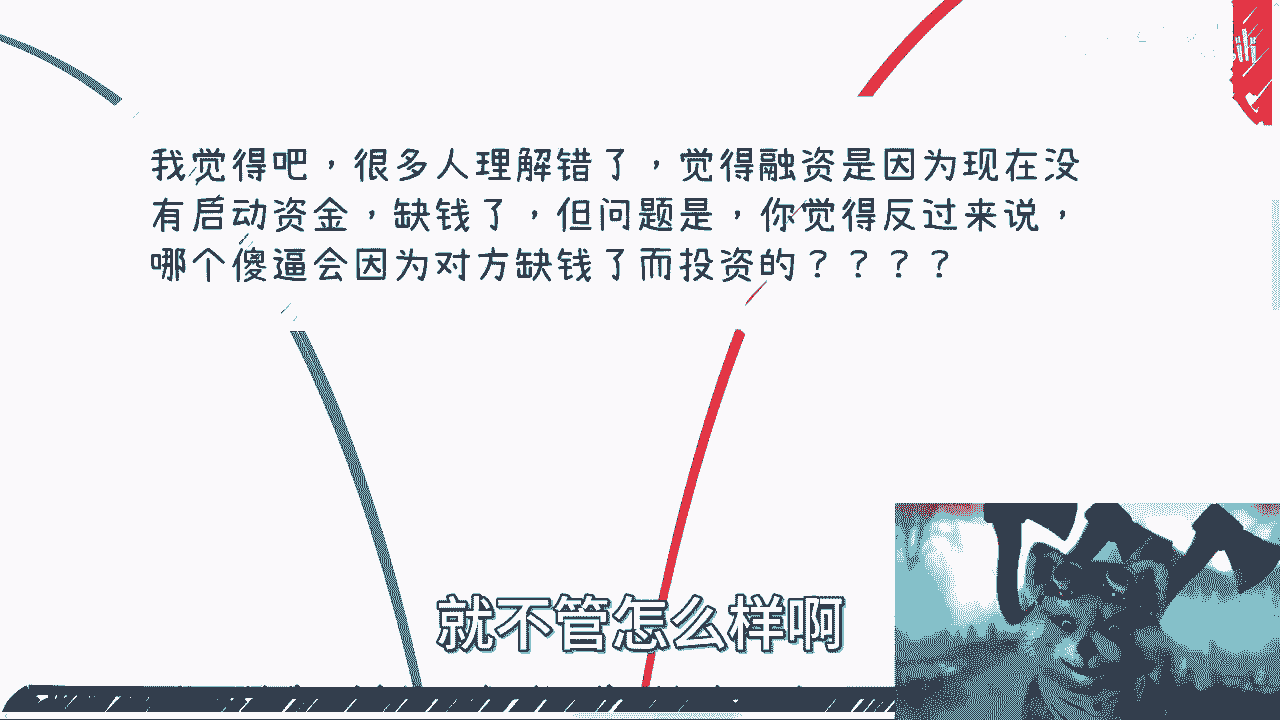 我觉得吧，很多人理解错了，觉得融资是因为现在没
有启动资金，缺钱了，但问题是，你觉得反过来说，
哪个傻逼会因为对方缺钱了而投资的？？？？
就不管怎么样啊